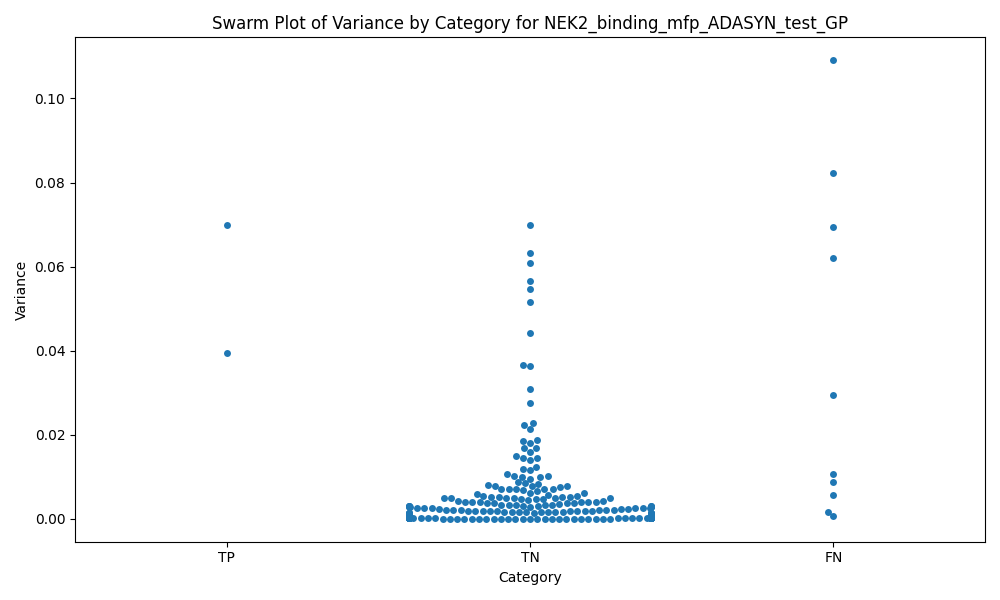 Swarm Plot of Variance by Category for NEK2_binding_mfp_ADASYN_test_GP
0.10
0.08
0.06
0.04
0.02
0.00
Variance
TP
TN
FN
Category